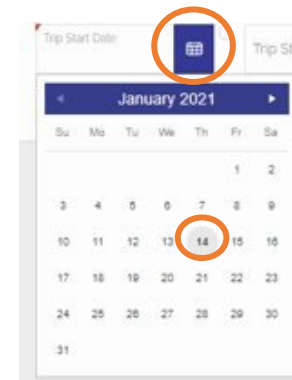 Trip Start Date
Trip St
January 2021
Su Mo Tu We Th Fr Sa
1 2
3 4 5 6 7 8 9
10 11 12 13 14 15 16
17 18 19 20 21 22 23
24 25 26 27 28 29 30
31